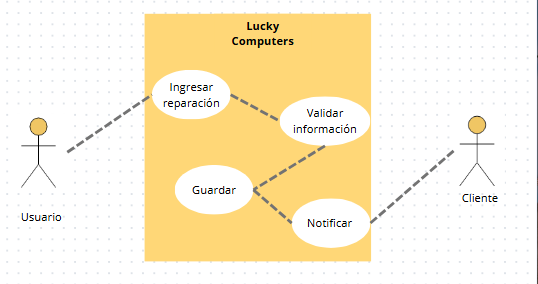 Lucky
Computers
Ingresar
reparación
Validar
información
Guardar
Notificar
Usuario
Cliente